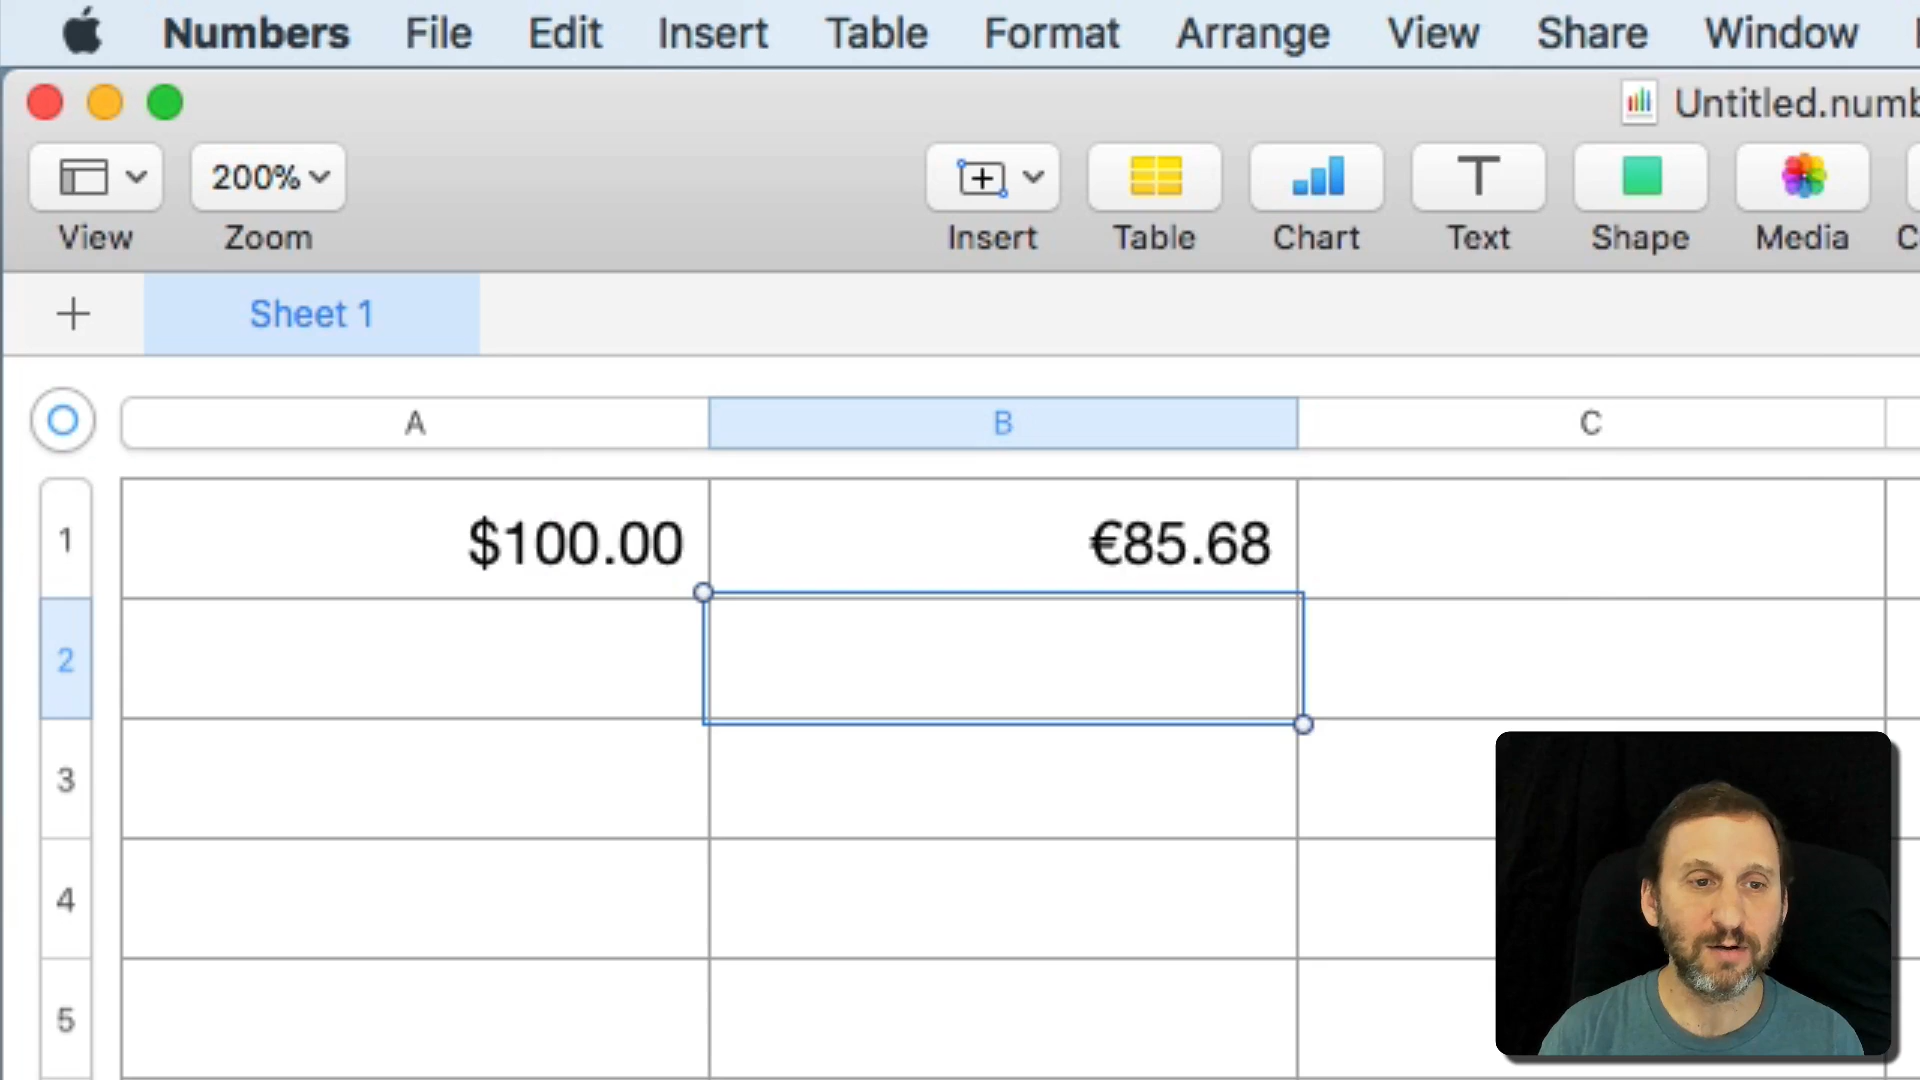 Numbers File Edit Insert Table Format Arrange View Share Window
Untitled.numb
200%
View Zoom Insert Table Chart Text Shape Media
Sheet 1
A B C
1 $100.00 €85.68
2
3
4
5